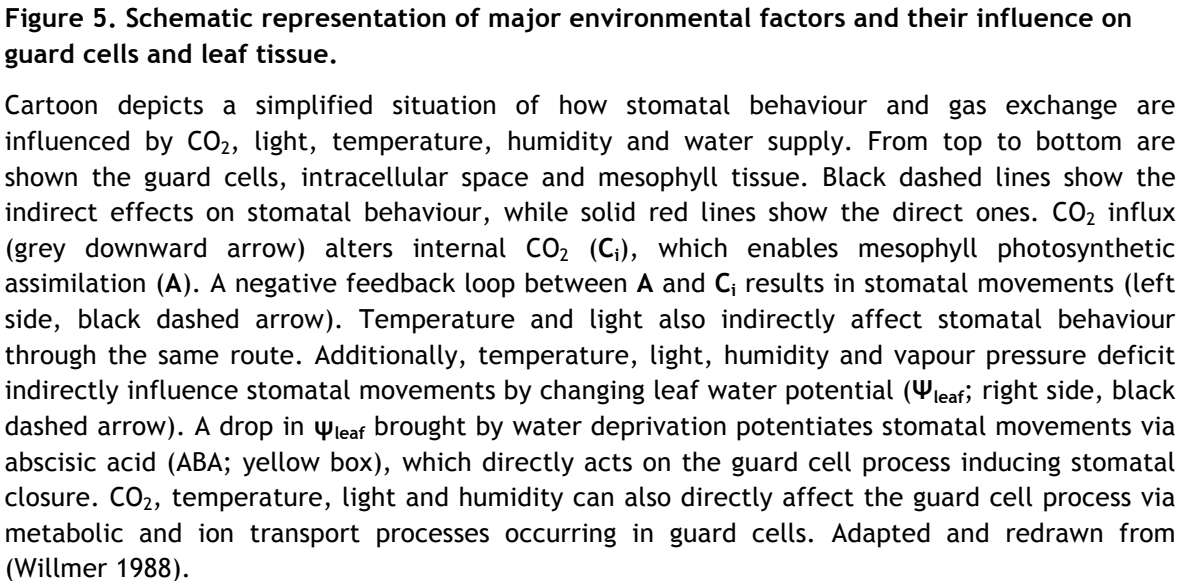 Figure 5. Schematic representation of major environmental factors and their influence on
guard cells and leaf tissue.
Cartoon depicts a simplified situation of how stomatal behaviour and gas exchange are
influenced by CO₂, light, temperature, humidity and water supply. From top to bottom are
shown the guard cells, intracellular space and mesophyll tissue. Black dashed lines show the
indirect effects on stomatal behaviour, while solid red lines show the direct ones. CO₂ influx
(grey downward arrow) alters internal CO₂ (Cᵢ), which enables mesophyll photosynthetic
assimilation (A). A negative feedback loop between A and Cᵢ results in stomatal movements (left
side, black dashed arrow). Temperature and light also indirectly affect stomatal behaviour
through the same route. Additionally, temperature, light, humidity and vapour pressure deficit
indirectly influence stomatal movements by changing leaf water potential (Ψleaf; right side, black
dashed arrow). A drop in ψleaf brought by water deprivation potentiates stomatal movements via
abscisic acid (ABA; yellow box), which directly acts on the guard cell process inducing stomatal
closure. CO₂, temperature, light and humidity can also directly affect the guard cell process via
metabolic and ion transport processes occurring in guard cells. Adapted and redrawn from
(Willmer 1988).